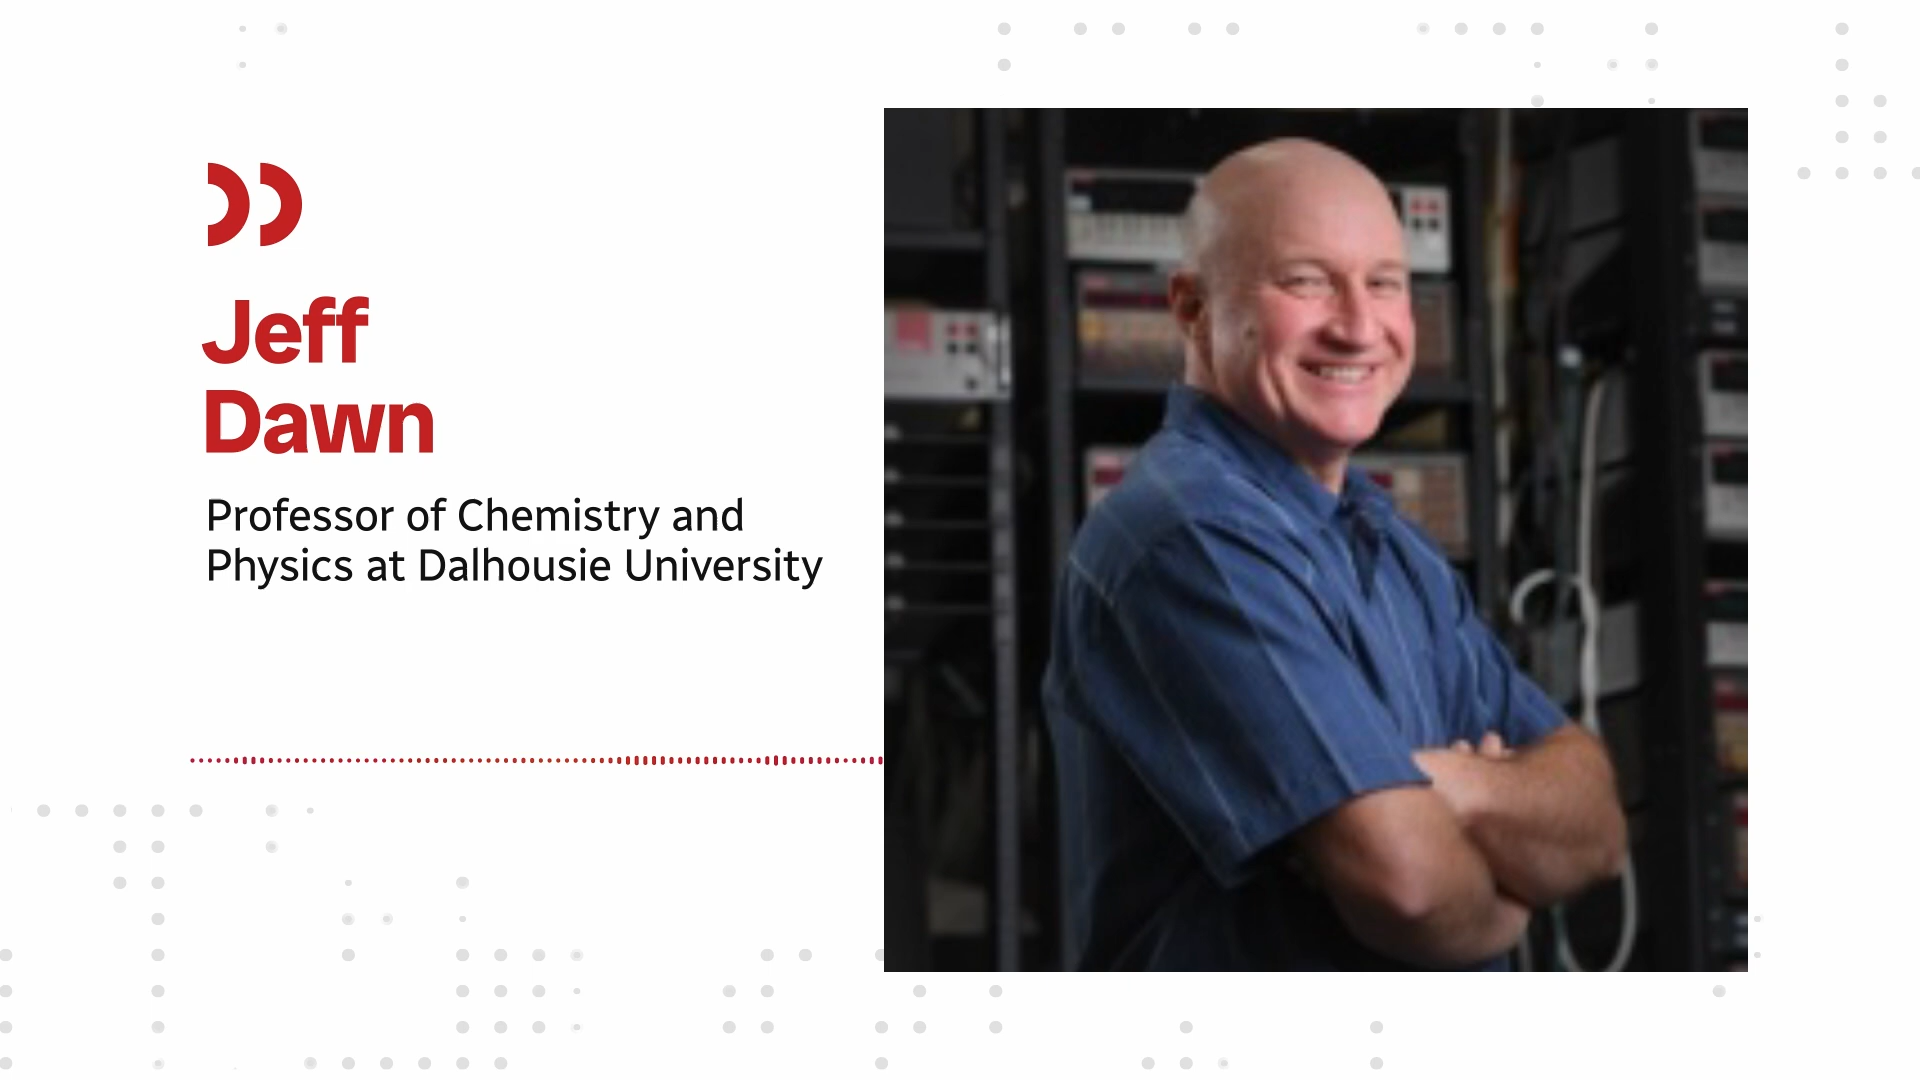 Jeff
Dawn
Professor of Chemistry and
Physics at Dalhousie University